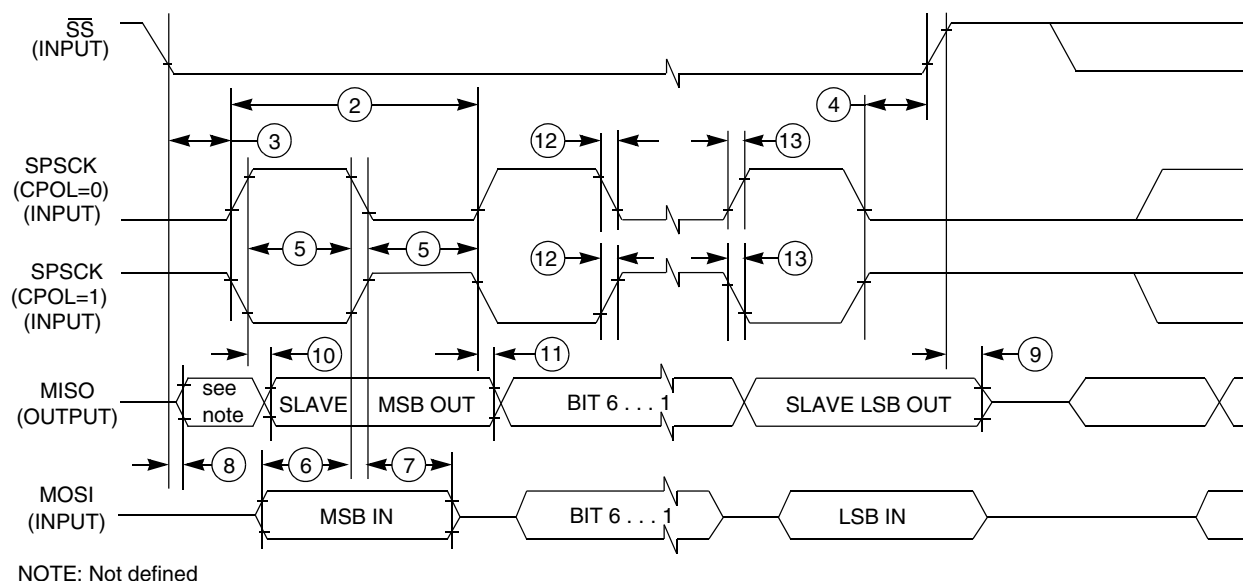 SS
(INPUT)
2
4
3
12
13
SPSCK
(CPOL=0)
(INPUT)
5
5
SPSCK
(CPOL=1)
(INPUT)
12
13
10
11
9
MISO
(OUTPUT)
see
note
SLAVE
MSB OUT
BIT 6 . . . 1
SLAVE LSB OUT
8
6
7
MOSI
(INPUT)
MSB IN
BIT 6 . . . 1
LSB IN
NOTE: Not defined